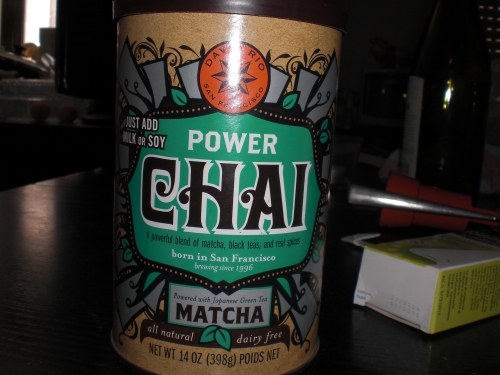 DAVID RIO
SAN FRANCISCO
JUST ADD
MILK OR SOY
POWER
CHAI
A powerful blend of matcha, black teas, and real spices
born in San Francisco
brewing since 1996
Powered with Japanese Green Tea
MATCHA
all natural dairy free
NET WT 14 OZ (398g) POIDS NET